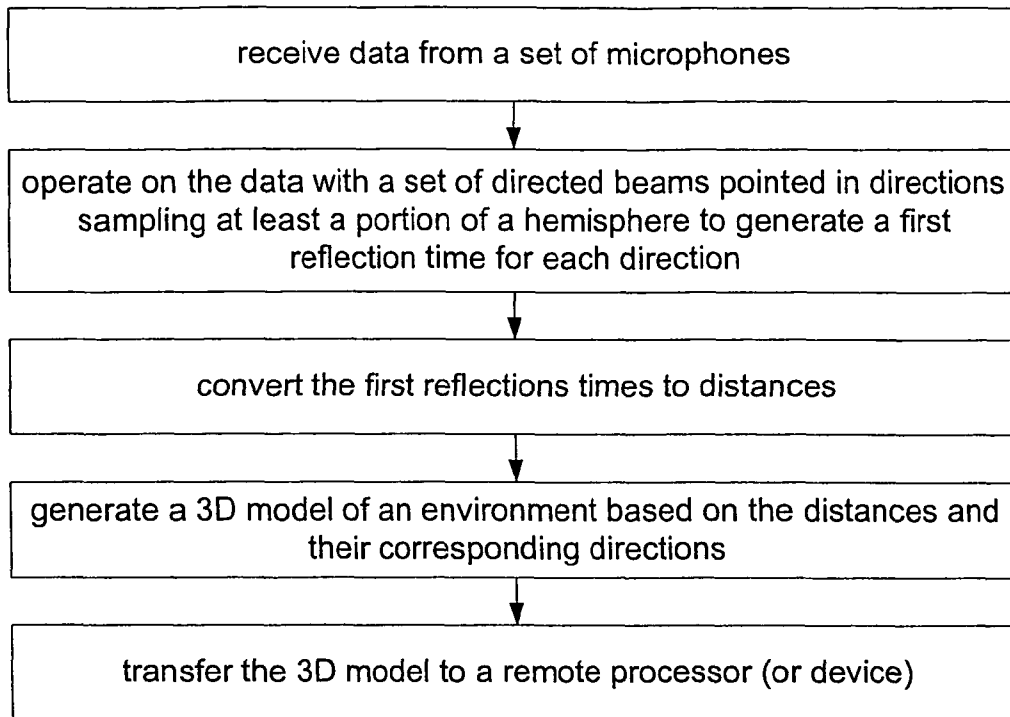 receive data from a set of microphones
operate on the data with a set of directed beams pointed in directions
sampling at least a portion of a hemisphere to generate a first
reflection time for each direction
convert the first reflections times to distances
generate a 3D model of an environment based on the distances and
their corresponding directions
transfer the 3D model to a remote processor (or device)